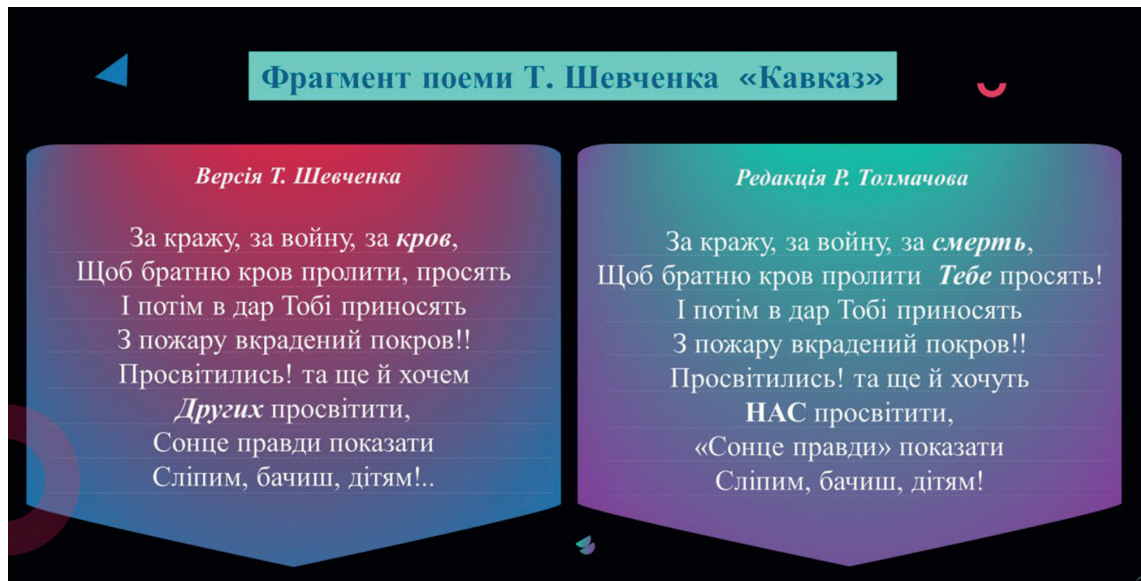 Фрагмент поеми Т. Шевченка «Кавказ»
Версія Т. Шевченка
За кражу, за войну, за кров,
Щоб братню кров пролити, просять
І потім в дар Тобі приносять
З пожару вкрадений покров!!
Просвітились! та ще й хочем
Других просвітити,
Сонце правди показати
Сліпим, бачиш, дітям!..
Редакція Р. Толмачова
За кражу, за войну, за смерть,
Щоб братню кров пролити Тебе просять!
І потім в дар Тобі приносять
З пожару вкрадений покров!!
Просвітились! та ще й хочуть
НАС просвітити,
«Сонце правди» показати
Сліпим, бачиш, дітям!